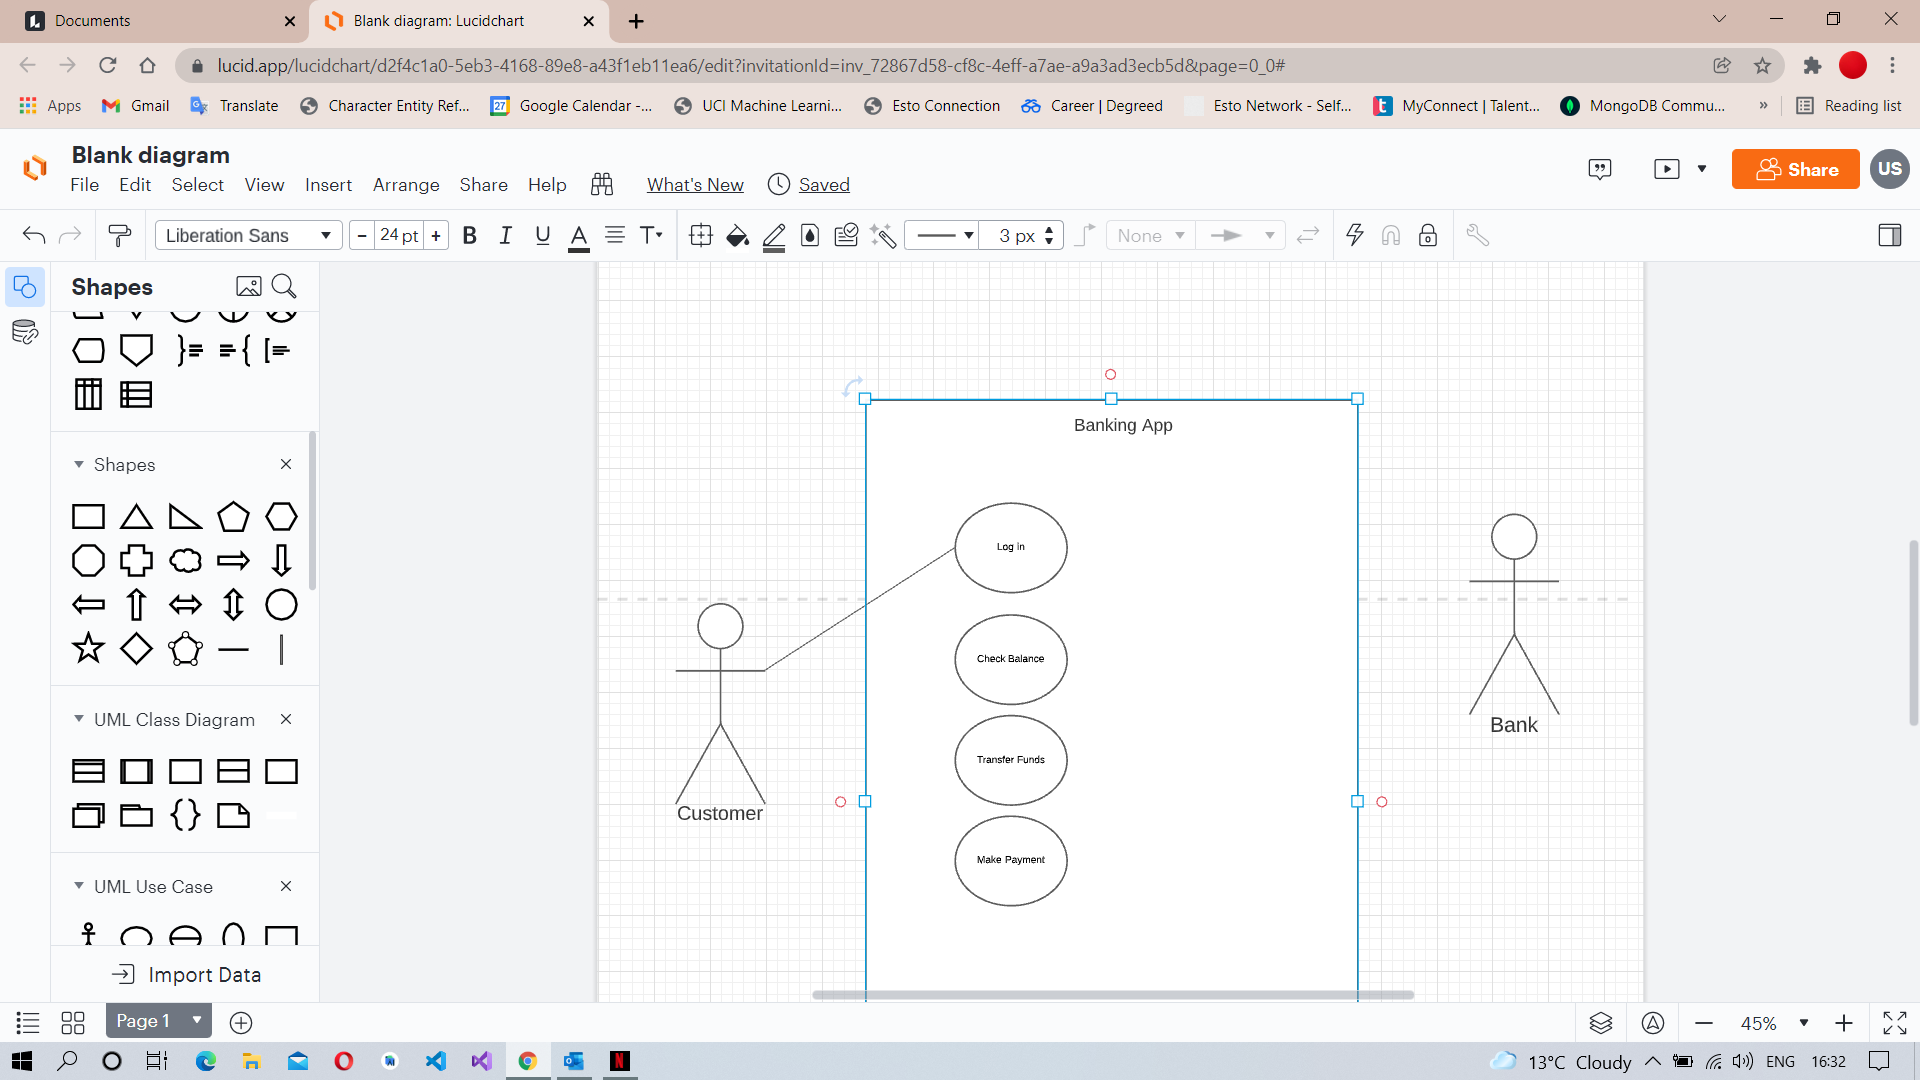 Documents
Blank diagram: Lucidchart
lucid.app/lucidchart/d2f4c1a0-5eb3-4168-89e8-a43f1eb11ea6/edit?invitationId=inv_72867d58-cf8c-4eff-a7ae-a9a3ad3ecb5d&page=0_0#
Apps
Gmail
Translate
Character Entity Ref...
27
Google Calendar -...
UCI Machine Learni...
Esto Connection
Career | Degreed
Esto Network - Self...
MyConnect | Talent...
MongoDB Commu...
»
Reading list
Blank diagram
File
Edit
Select
View
Insert
Arrange
Share
Help
What's New
Saved
Share
US
Liberation Sans
24 pt
B
I
U
A
T
3 px
None
Shapes
Shapes
UML Class Diagram
UML Use Case
Import Data
Banking App
Log in
Check Balance
Transfer Funds
Make Payment
Customer
Bank
Page 1
45%
13°C Cloudy
ENG
16:32